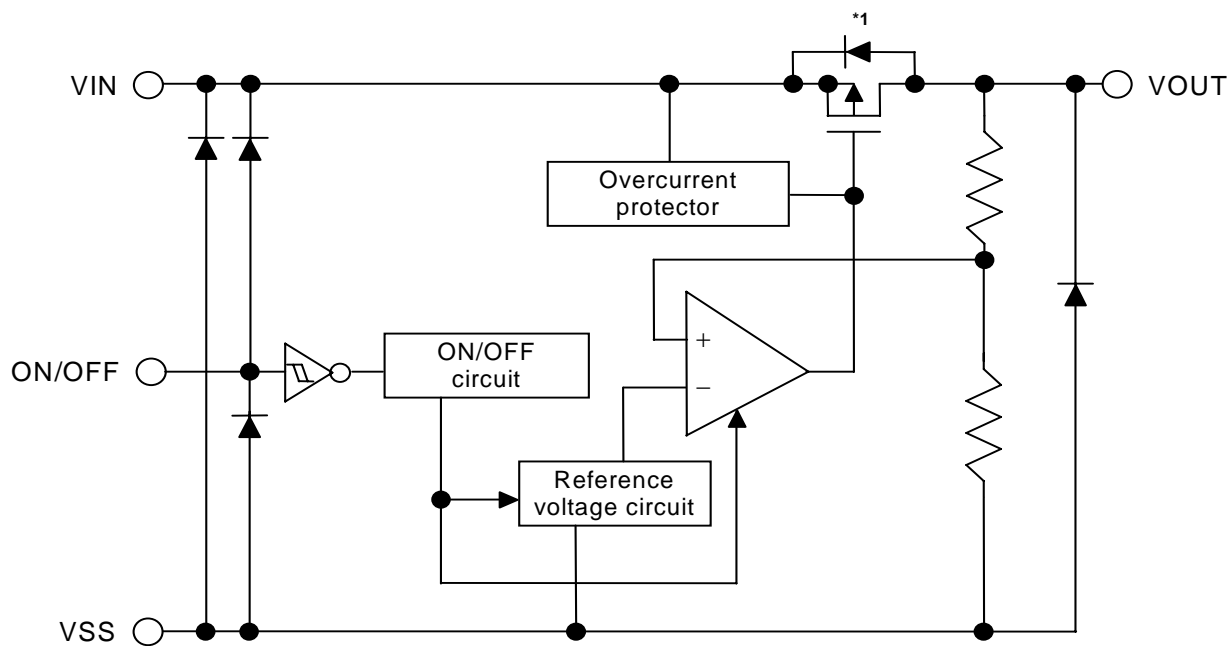 *1
VIN
VOUT
Overcurrent
protector
+
−
ON/OFF
ON/OFF
circuit
Reference
voltage circuit
VSS